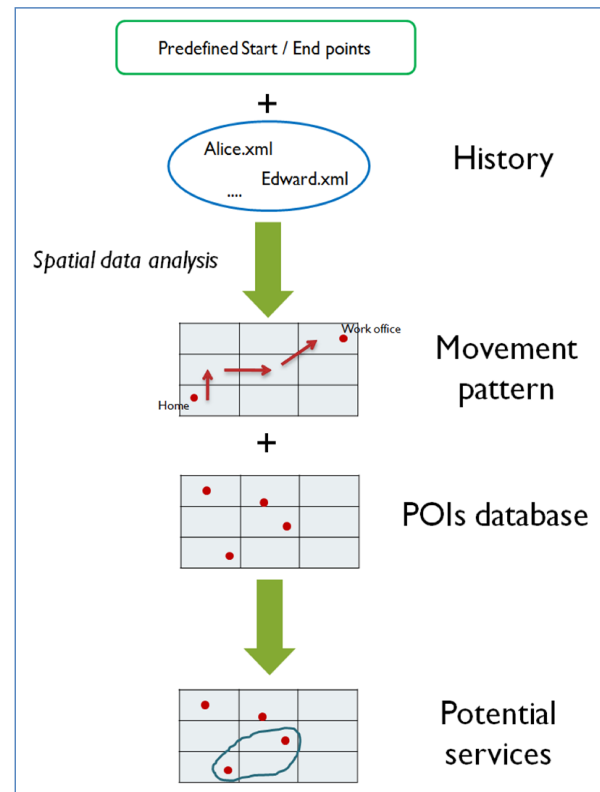 Predefined Start / End points
+
Alice.xml
Edward.xml
....
History
Spatial data analysis
Work office
Home
Movement
pattern
+
POIs database
Potential
services